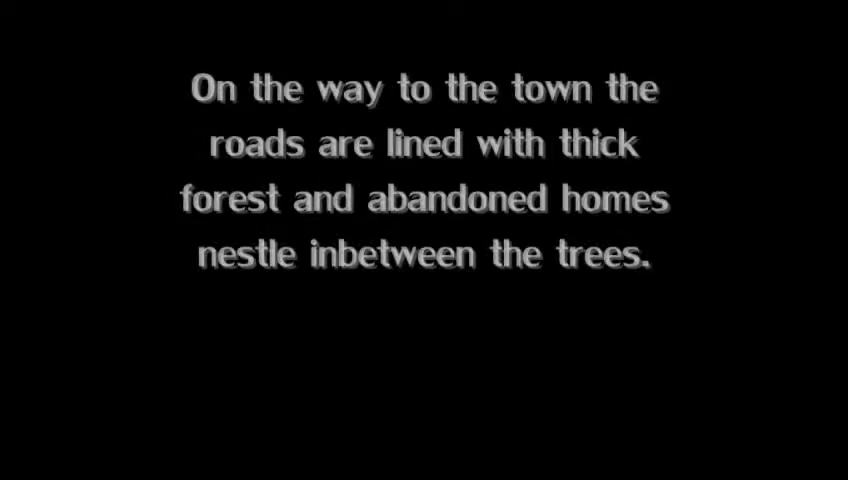 On the way to the town the
roads are lined with thick
forest and abandoned homes
nestle inbetween the trees.